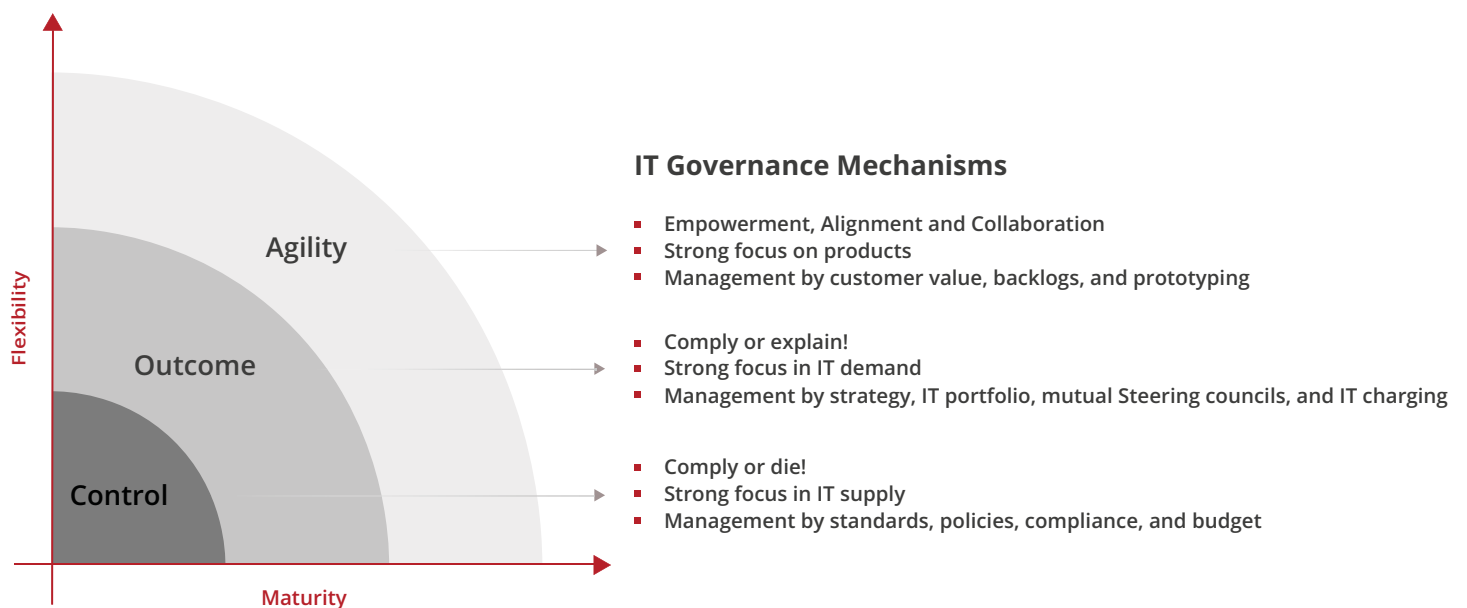 IT Governance Mechanisms
Agility
Empowerment, Alignment and Collaboration
Strong focus on products
Management by customer value, backlogs, and prototyping
Flexibility
Outcome
Comply or explain!
Strong focus in IT demand
Management by strategy, IT portfolio, mutual Steering councils, and IT charging
Control
Comply or die!
Strong focus in IT supply
Management by standards, policies, compliance, and budget
Maturity